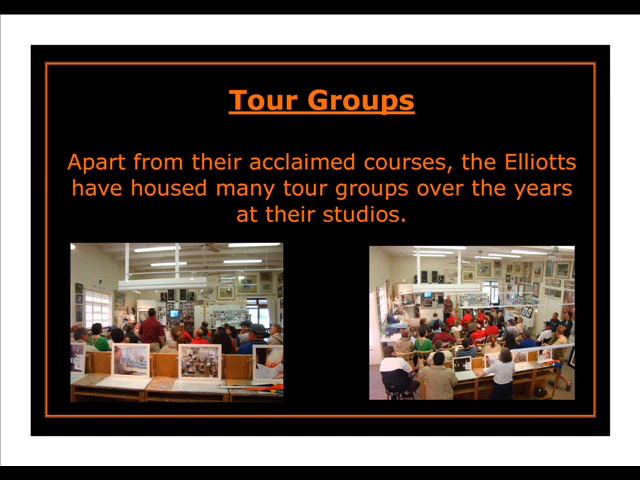 Tour Groups
Apart from their acclaimed courses, the Elliotts
have housed many tour groups over the years
at their studios.